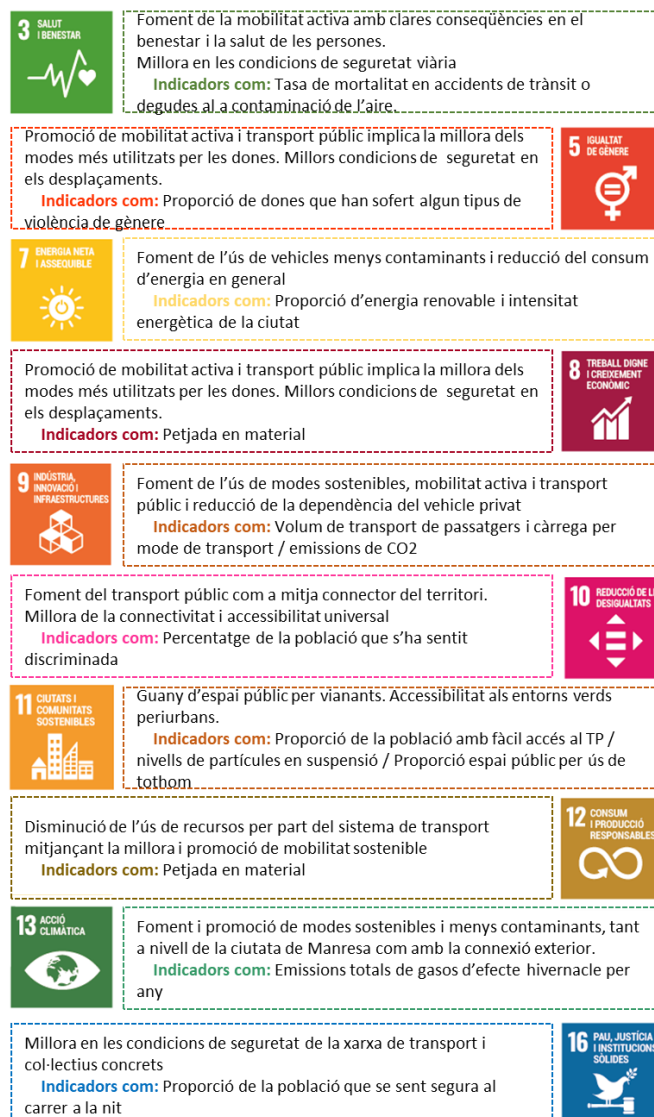 3 SALUT
I BENESTAR
Foment de la mobilitat activa amb clares conseqüències en el
benestar i la salut de les persones.
Millora en les condicions de seguretat viària
Indicadors com: Tasa de mortalitat en accidents de trànsit o
degudes al a contaminació de l’aire.
Promoció de mobilitat activa i transport públic implica la millora dels
modes més utilitzats per les dones. Millors condicions de seguretat en
els desplaçaments.
Indicadors com: Proporció de dones que han sofert algun tipus de
violència de gènere
5 IGUALTAT
DE GÈNERE
7 ENERGIA NETA
I ASSEQUIBLE
Foment de l’ús de vehicles menys contaminants i reducció del consum
d’energia en general
Indicadors com: Proporció d’energia renovable i intensitat
energètica de la ciutat
Promoció de mobilitat activa i transport públic implica la millora dels
modes més utilitzats per les dones. Millors condicions de seguretat en
els desplaçaments.
Indicadors com: Petjada en material
8 TREBALL DIGNE
I CREIXEMENT
ECONÒMIC
9 INDÚSTRIA,
INNOVACIÓ I
INFRAESTRUCTURES
Foment de l’ús de modes sostenibles, mobilitat activa i transport
públic i reducció de la dependència del vehicle privat
Indicadors com: Volum de transport de passatgers i càrrega per
mode de transport / emissions de CO2
Foment del transport públic com a mitja connector del territori.
Millora de la connectivitat i accessibilitat universal
Indicadors com: Percentatge de la població que s’ha sentit
discriminada
10 REDUCCIÓ DE
DESIGUALTATS
11 CIUTATS I
COMUNITATS
SOSTENIBLES
Guany d’espai públic per vianants. Accessibilitat als entorns verds
periurbans.
Indicadors com: Proporció de la població amb fàcil accés al TP /
nivells de partícules en suspensió / Proporció espai públic per ús de
tothom
Disminució de l’ús de recursos per part del sistema de transport
mitjançant la millora i promoció de mobilitat sostenible
Indicadors com: Petjada en material
12 CONSUM
I PRODUCCIÓ
RESPONSABLES
13 ACCIÓ
CLIMÀTICA
Foment i promoció de modes sostenibles i menys contaminants, tant
a nivell de la ciutata de Manresa com amb la connexió exterior.
Indicadors com: Emissions totals de gasos d’efecte hivernacle per
any
Millora en les condicions de seguretat de la xarxa de transport i
col·lectius concrets
Indicadors com: Proporció de la població que se sent segura al
carrer a la nit
16 PAU, JUSTÍCIA
I INSTITUCIONS
SÒLIDES